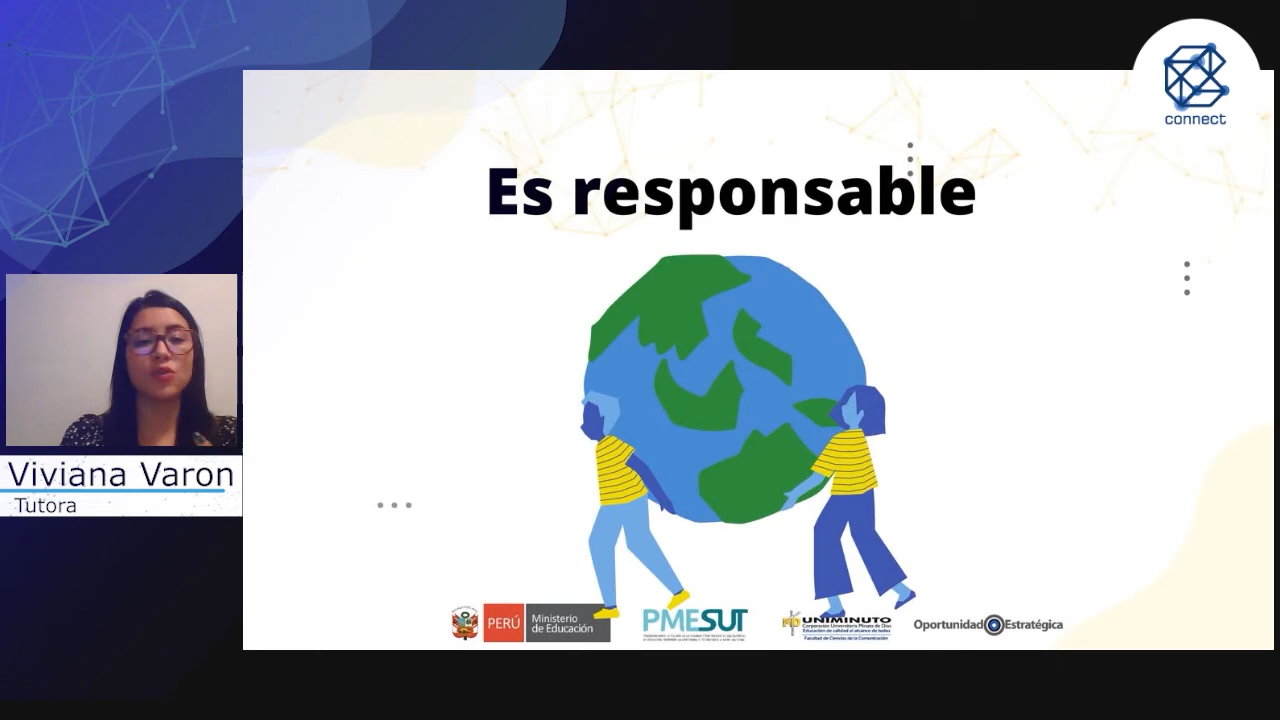 connect
Es responsable
Viviana Varon
Tutora
PERÚ
Ministerio
de Educación
PMESUT
UNIMINUTO
Corporación Universitaria Minuto de Dios
Educación de calidad al alcance de todos
Facultad de Ciencias de la Comunicación
Oportunidad Estratégica